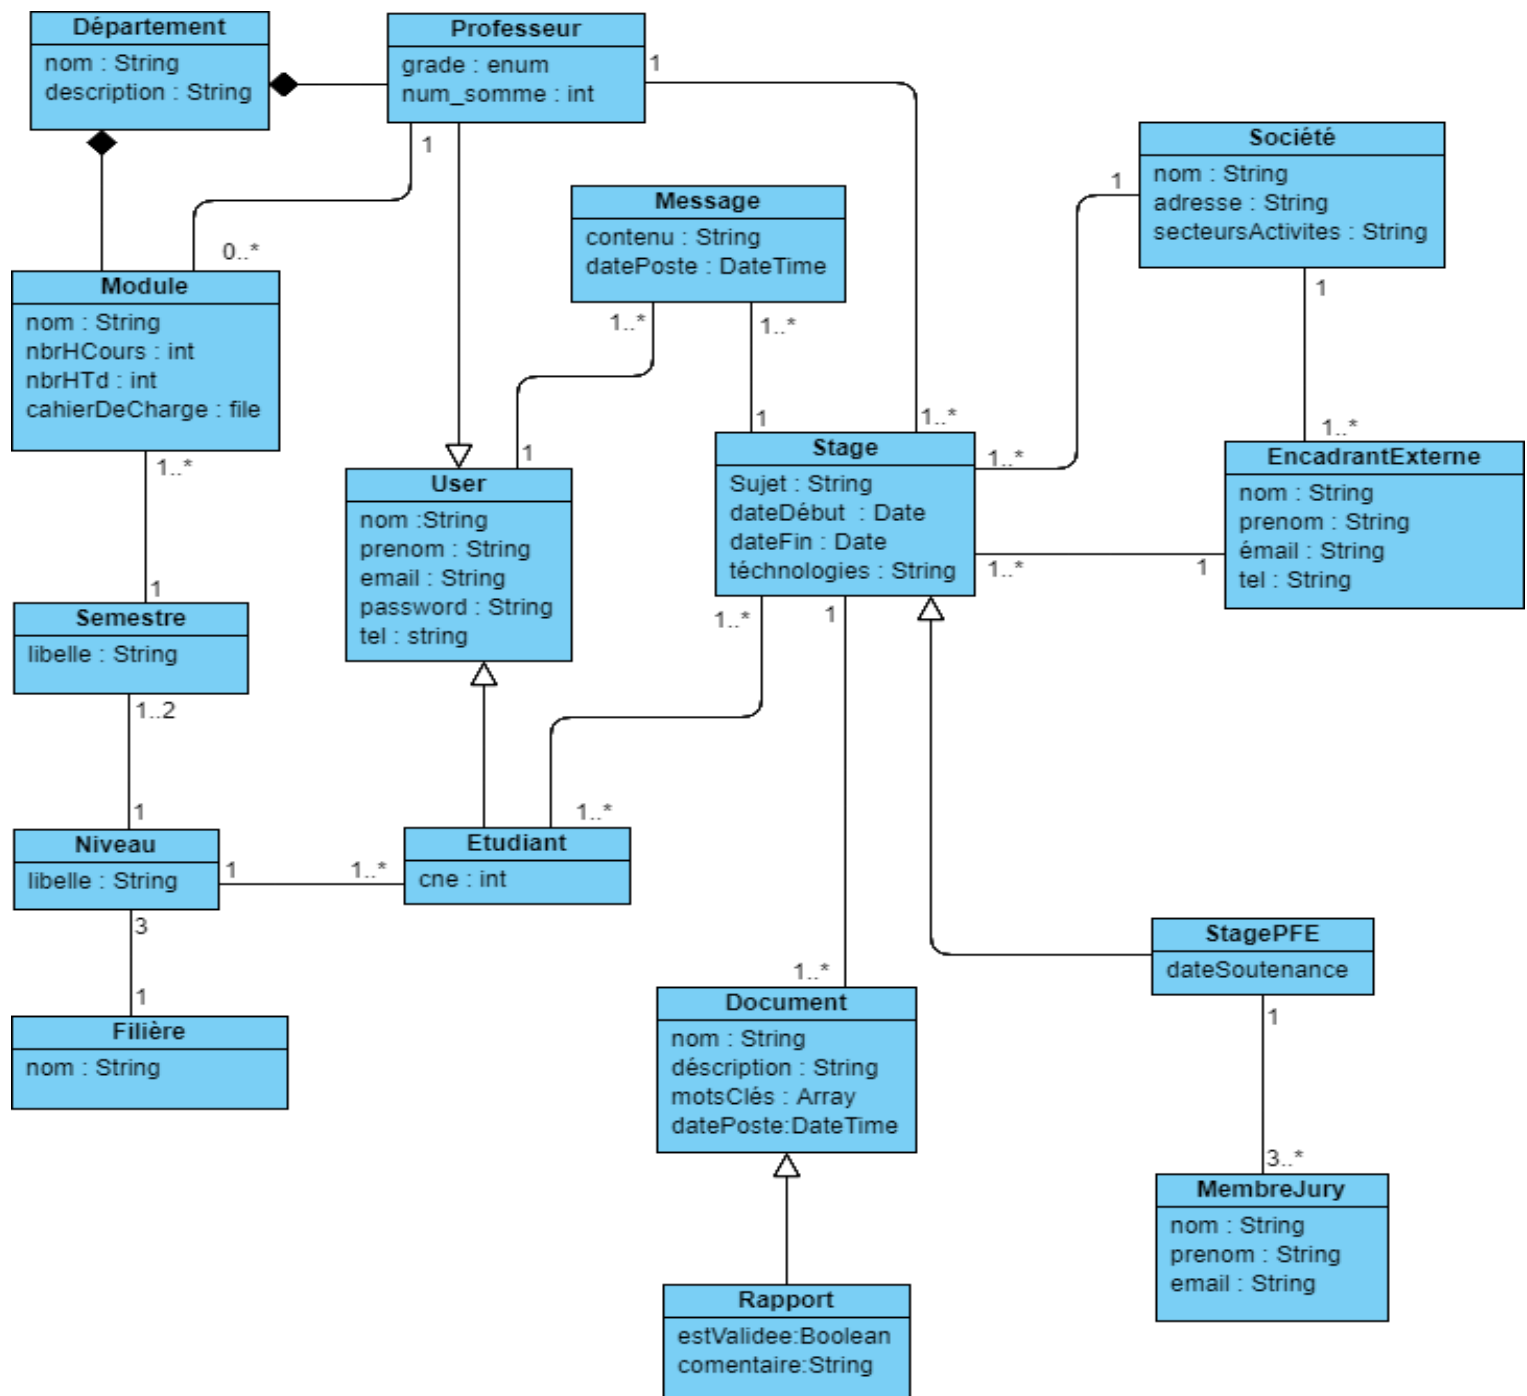 Département
nom : String
description : String
Professeur
grade : enum
num_somme : int
1
1
Société
nom : String
adresse : String
secteursActivites : String
1
1
Message
contenu : String
datePoste : DateTime
1..*
1..*
0..*
Module
nom : String
nbrHCours : int
nbrHTd : int
cahierDeCharge : file
1..*
1
User
nom :String
prenom : String
email : String
password : String
tel : string
1
1..*
Stage
Sujet : String
dateDébut : Date
dateFin : Date
téchnologies : String
1..*
1..*
1
1..*
EncadrantExterne
nom : String
prenom : String
émail : String
tel : String
1
Semestre
libelle : String
1..2
1..*
1
1
Niveau
libelle : String
1
1..*
3
1..*
Etudiant
cne : int
1
Filière
nom : String
StagePFE
dateSoutenance
1
1..*
Document
nom : String
déscription : String
motsClés : Array
datePoste:DateTime
3..*
MembreJury
nom : String
prenom : String
email : String
Rapport
estValidee:Boolean
comentaire:String